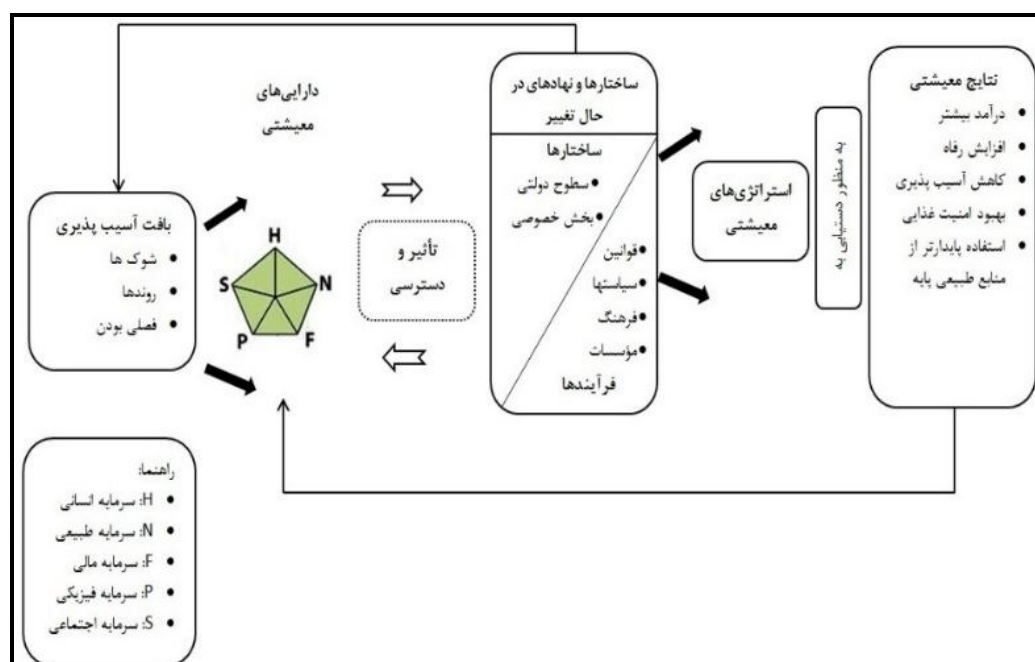 ساختارها و نهادهای در
حال تغییر
ساختارها
سطوح دولتی
بخش خصوصی
قوانین
سیاستها
فرهنگ
مؤسسات
فرآیندها
نتایج معیشتی
درآمد بیشتر
افزایش رفاه
کاهش آسیب پذیری
بهبود امنیت غذایی
استفاده پایدارتر از
منابع طبیعی پایه
به منظور دستیابی به
استراتژی‌های
معیشتی
تأثیر و
دسترسی
دارایی‌های
معیشتی
H
S
N
P
F
بافت آسیب پذیری
شوک ها
روندها
فصلی بودن
راهنما:
H: سرمایه انسانی
N: سرمایه طبیعی
F: سرمایه مالی
P: سرمایه فیزیکی
S: سرمایه اجتماعی